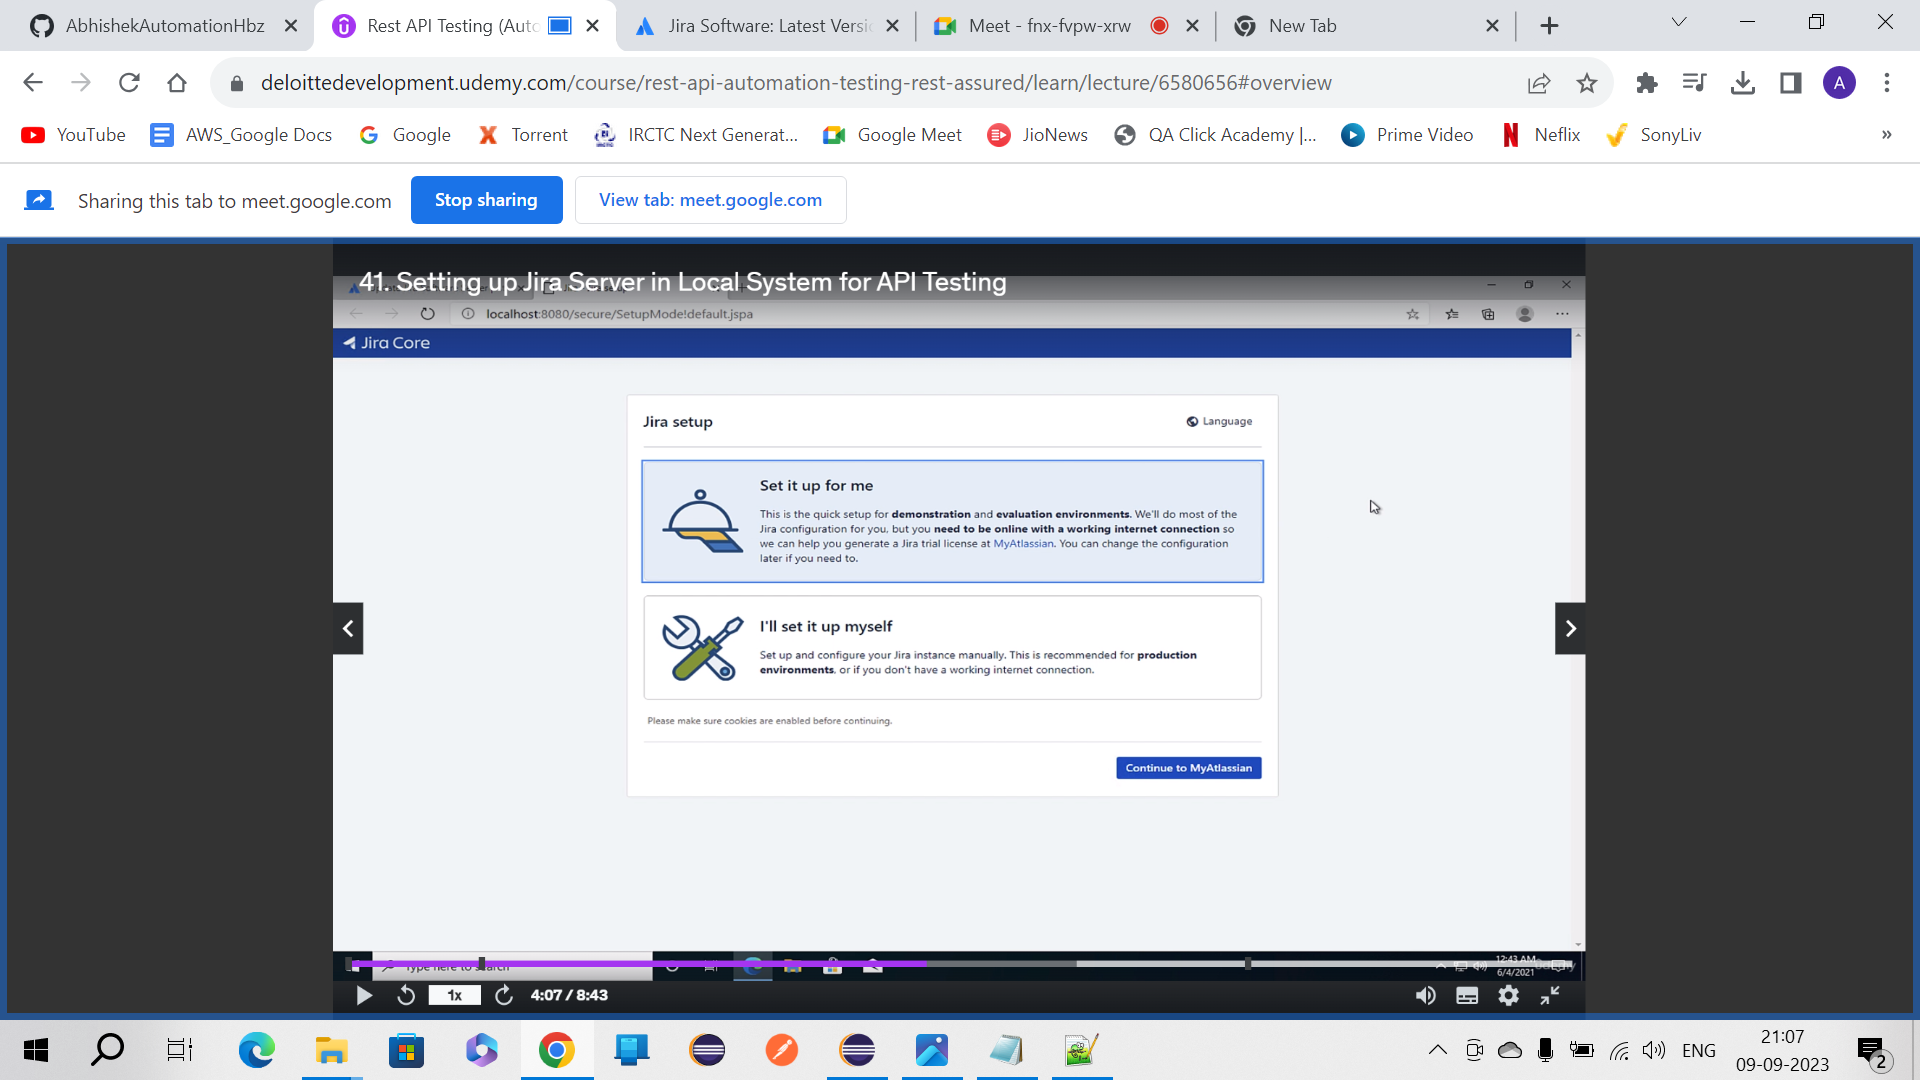 AbhishekAutomationHbz
Rest API Testing (Auto
Jira Software: Latest Versi
Meet - fnx-fvpw-xrw
New Tab
deloittedevelopment.udemy.com/course/rest-api-automation-testing-rest-assured/learn/lecture/6580656#overview
A
YouTube
AWS_Google Docs
Google
Torrent
IRCTC Next Generat...
Google Meet
JioNews
QA Click Academy |...
Prime Video
Neflix
SonyLiv
»
Sharing this tab to meet.google.com
Stop sharing
View tab: meet.google.com
41. Setting up Jira Server in Local System for API Testing
localhost:8080/secure/SetupMode!default.jspa
Jira Core
Jira setup
Language
Set it up for me
This is the quick setup for demonstration and evaluation environments. We'll do most of the
Jira configuration for you, but you need to be online with a working internet connection so
we can help you generate a Jira trial license at MyAtlassian. You can change the configuration
later if you need to.
I'll set it up myself
Set up and configure your Jira instance manually. This is recommended for production
environments, or if you don't have a working internet connection.
Please make sure cookies are enabled before continuing.
Continue to MyAtlassian
Type here to search
12:43 AM
6/4/2021
1x
4:07 / 8:43
ENG
21:07
09-09-2023
2